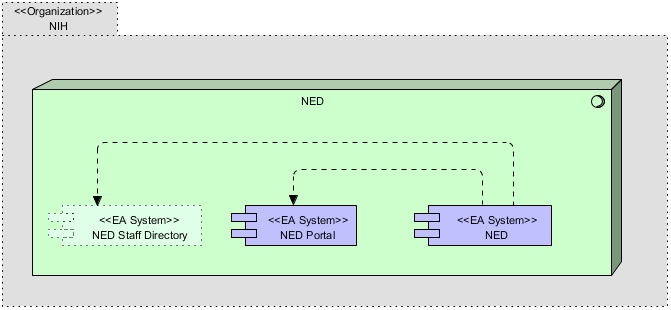 <<Organization>>
NIH
NED
<<EA System>>
NED Staff Directory
<<EA System>>
NED Portal
<<EA System>>
NED